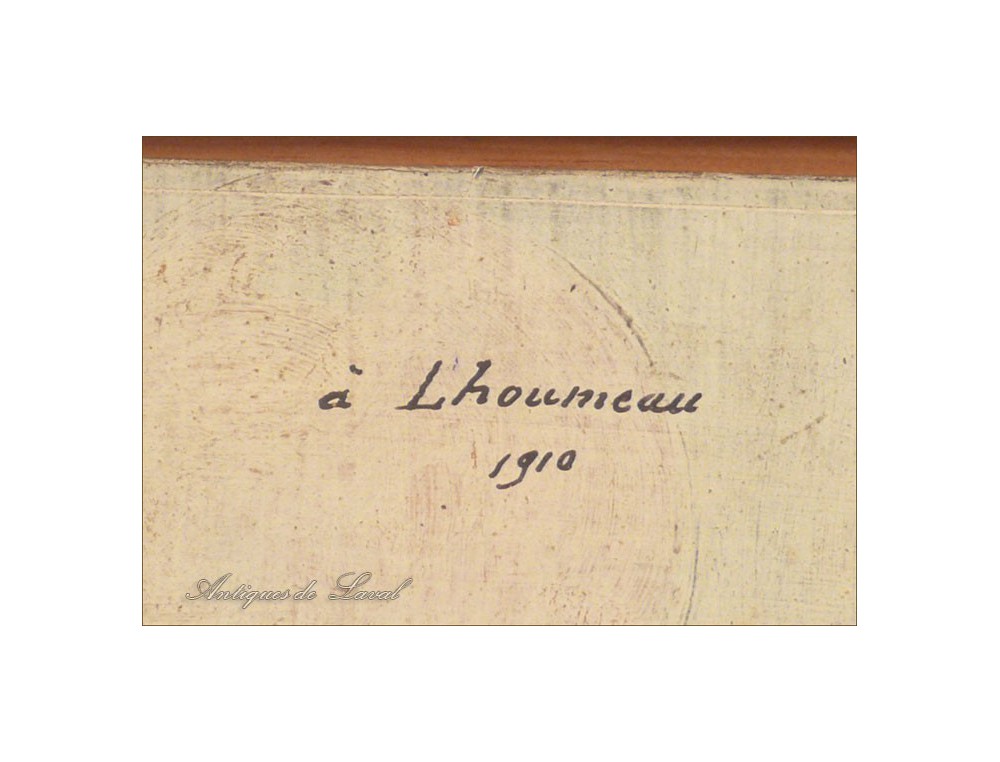 à Lhoumeau
1910
Antiques de Laval